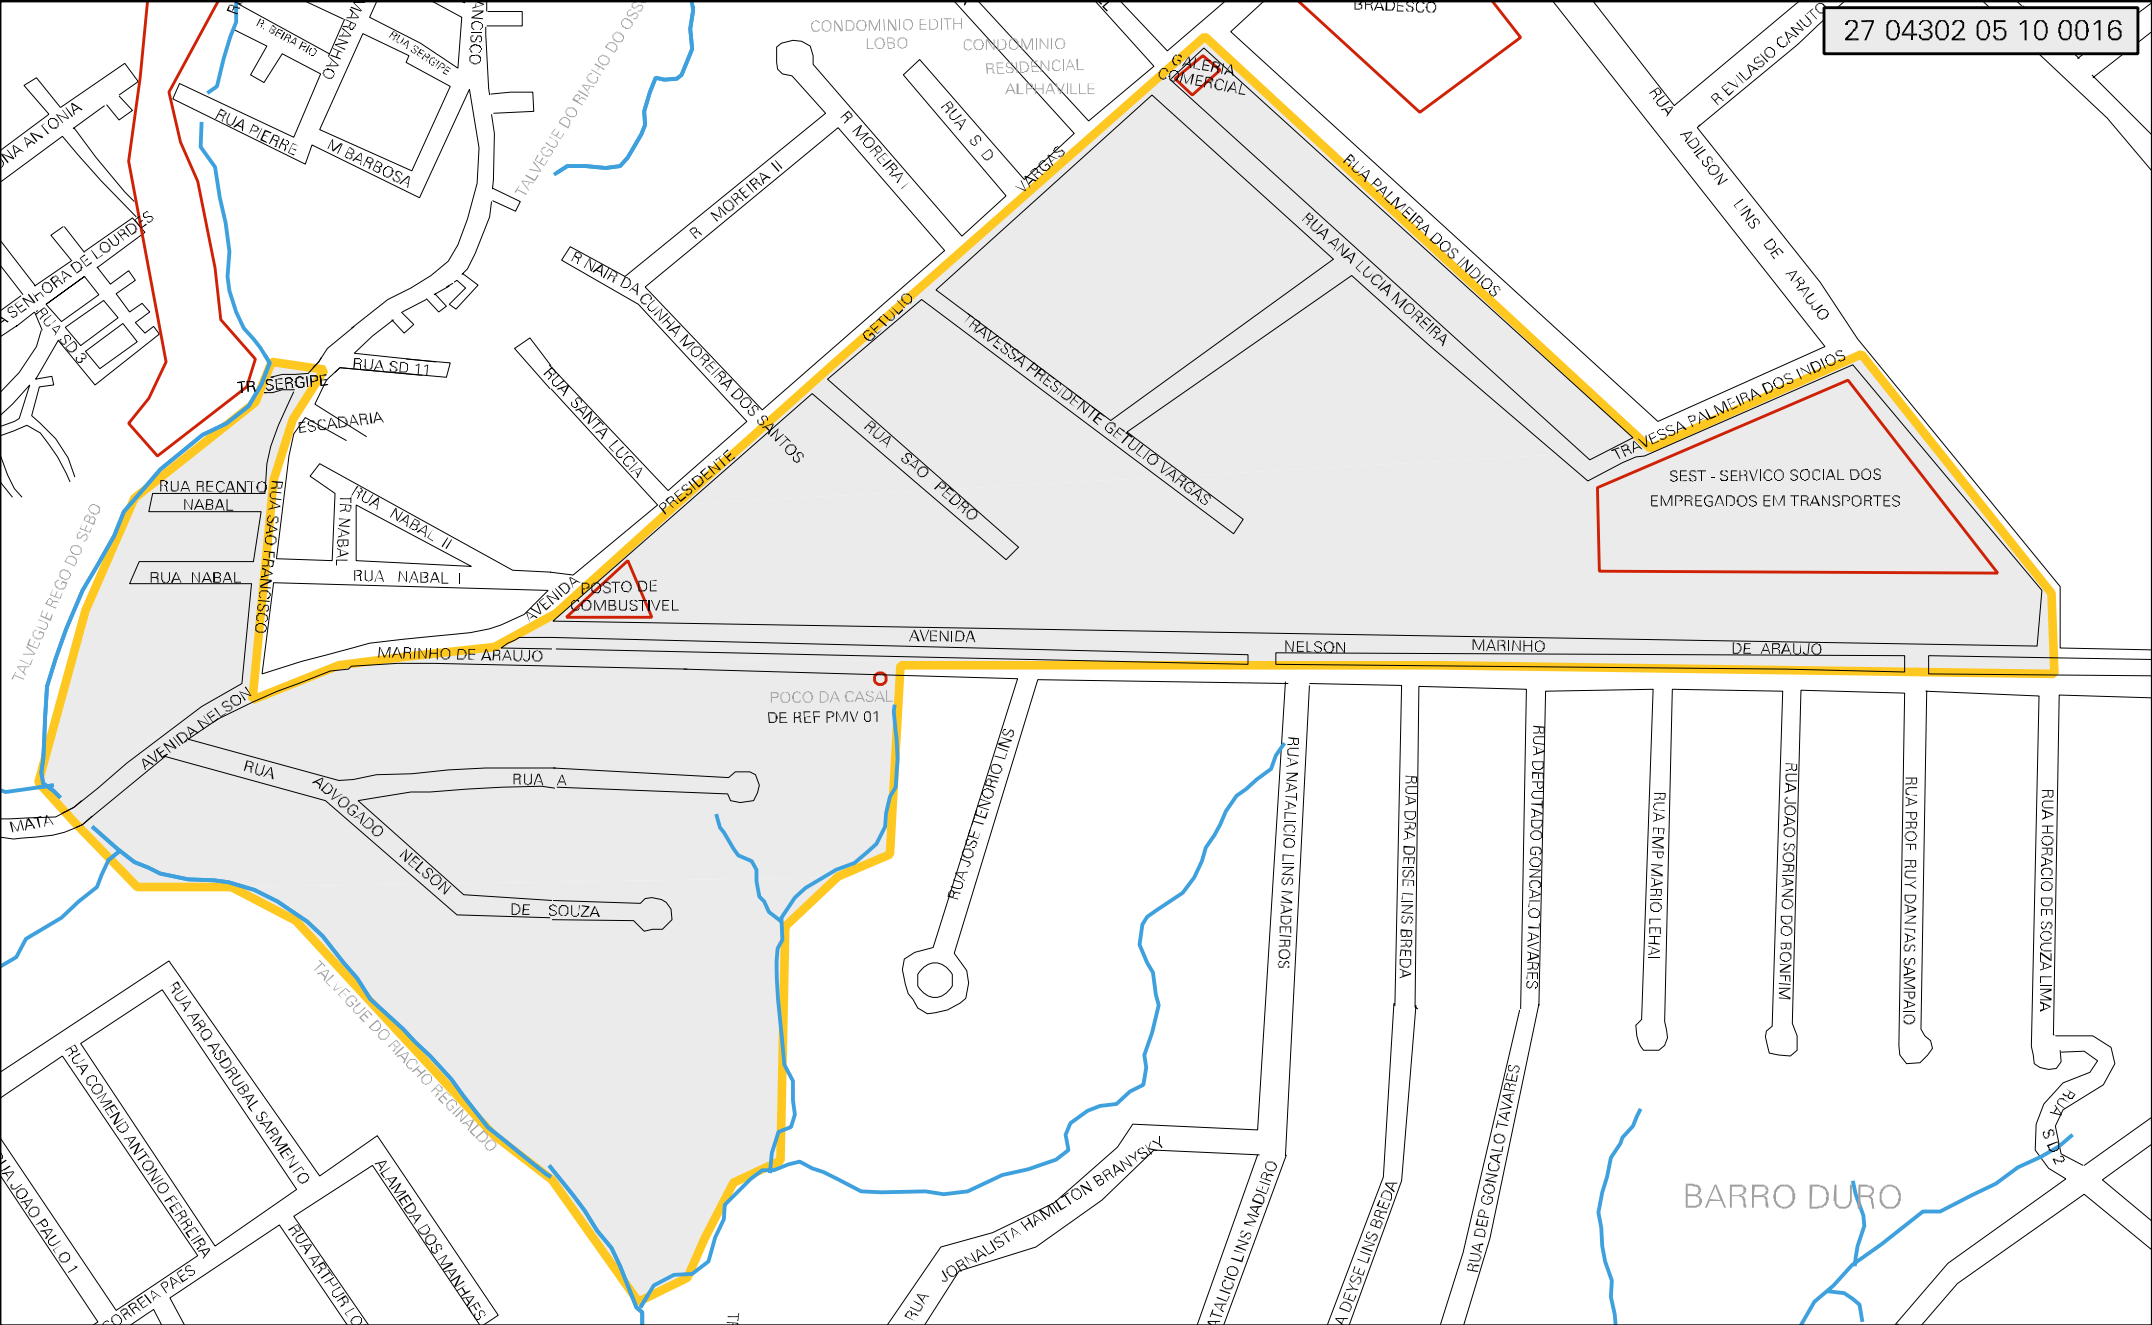 27 04302 05 10 0016
BRADESCO
CONDOMINIO EDITH
LOBO
CONDOMINIO
RESIDENCIAL
ALPHAVILLE
GALERIA
COMERCIAL
R. BEIRA RIO
MARANHAO
RUA SERGIPE
RUA PIERRE
M BARBOSA
TALVEGUE DO RIACHO DO OSSO
R MOREIRA I
RUA S D
R MOREIRA II
R NAIR DA CUNHA MOREIRA DOS SANTOS
RUA
ADILSON LINS DE ARAUJO
R EVILASIO CANUTO
RUA PALMEIRA DOS INDIOS
RUA ANA LUCIA MOREIRA
TRAVESSA PALMEIRA DOS INDIOS
AVENIDA PRESIDENTE GETULIO VARGAS
TRAVESSA PRESIDENTE GETULIO VARGAS
RUA SAO PEDRO
RUA SANTA LUCIA
RUA SD 3
RUA SD 11
TR SERGIPE
ESCADARIA
RUA RECANTO
NABAL
RUA NABAL
RUA SAO FRANCISCO
TR NABAL
RUA NABAL II
RUA NABAL I
TALVEGUE REGO DO SEBO
POSTO DE
COMBUSTIVEL
SEST - SERVICO SOCIAL DOS
EMPREGADOS EM TRANSPORTES
AVENIDA NELSON MARINHO DE ARAUJO
AVENIDA NELSON
MARINHO DE ARAUJO
MATA
POCO DA CASAL
DE REF PMV 01
RUA A
RUA ADVOGADO NELSON DE SOUZA
TALVEGUE DO RIACHO REGINALDO
RUA JOSE TENORIO LINS
RUA NATALICIO LINS MADEIROS
RUA DRA DEISE LINS BREDA
RUA DEPUTADO GONCALO TAVARES
RUA EMP MARIO LEHAI
RUA JOAO SORIANO DO BONFIM
RUA PROF RUY DANTAS SAMPAIO
RUA HORACIO DE SOUZA LIMA
RUA S D 2
RUA ARQ ASDRUBAL SARMENTO
RUA COMEND ANTONIO FERREIRA
ALAMEDA DOS MANHAES
RUA JORNALISTA HAMILTON BRANYSKY
RUA DEP GONCALO TAVARES
BARRO DURO